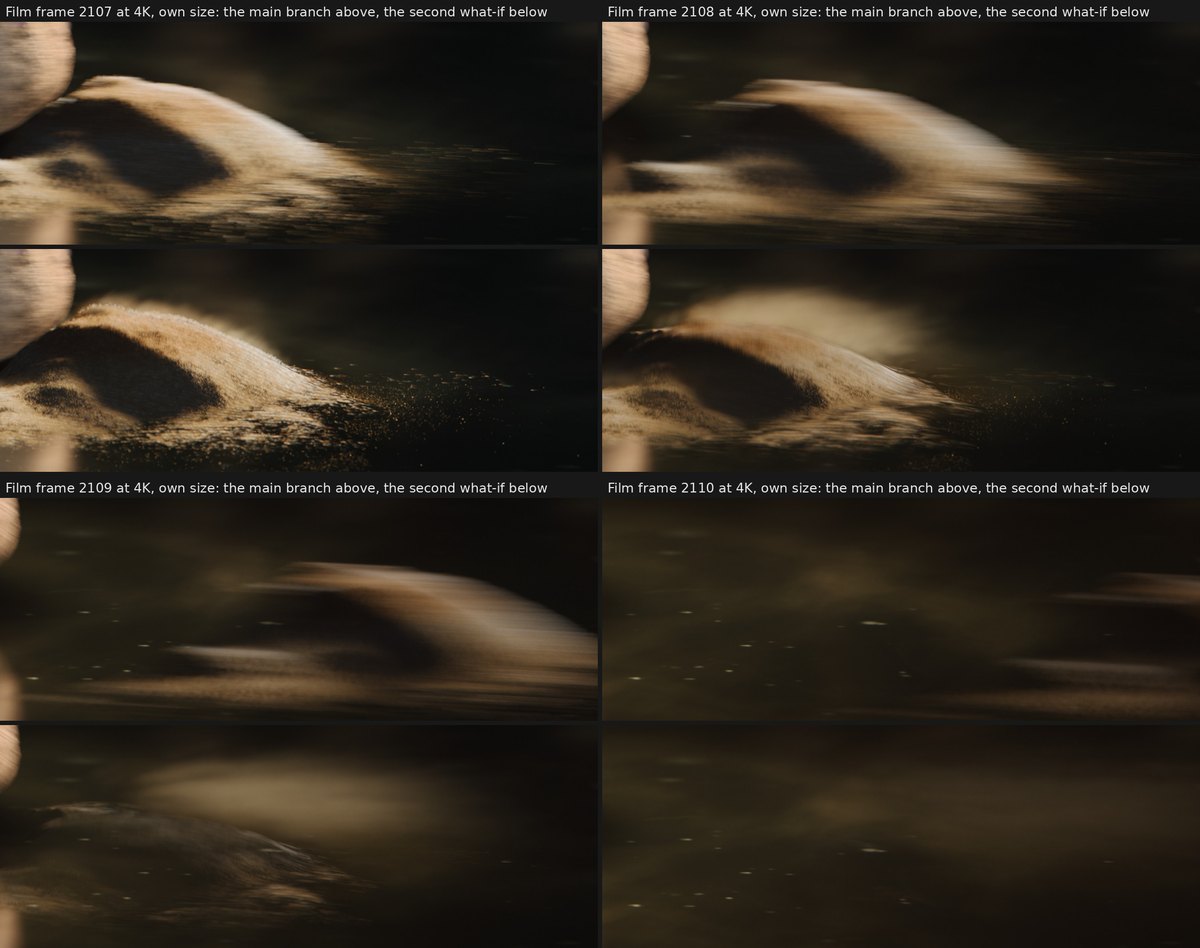 Film frame 2107 at 4K, own size: the main branch above, the second what-if below
Film frame 2108 at 4K, own size: the main branch above, the second what-if below
Film frame 2109 at 4K, own size: the main branch above, the second what-if below
Film frame 2110 at 4K, own size: the main branch above, the second what-if below